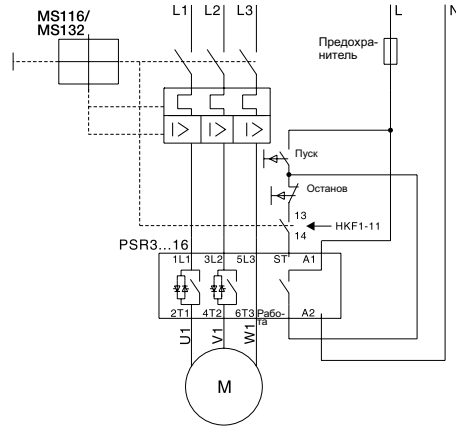 L1 L2 L3 L N
MS116/
MS132
Предохра-
нитель
Пуск
Останов
13
14
HKF1-11
PSR3...16
1L1 3L2 5L3 ST A1
2T1 4T2 6T3 Рабо-
та
A2
U1 V1 W1
M